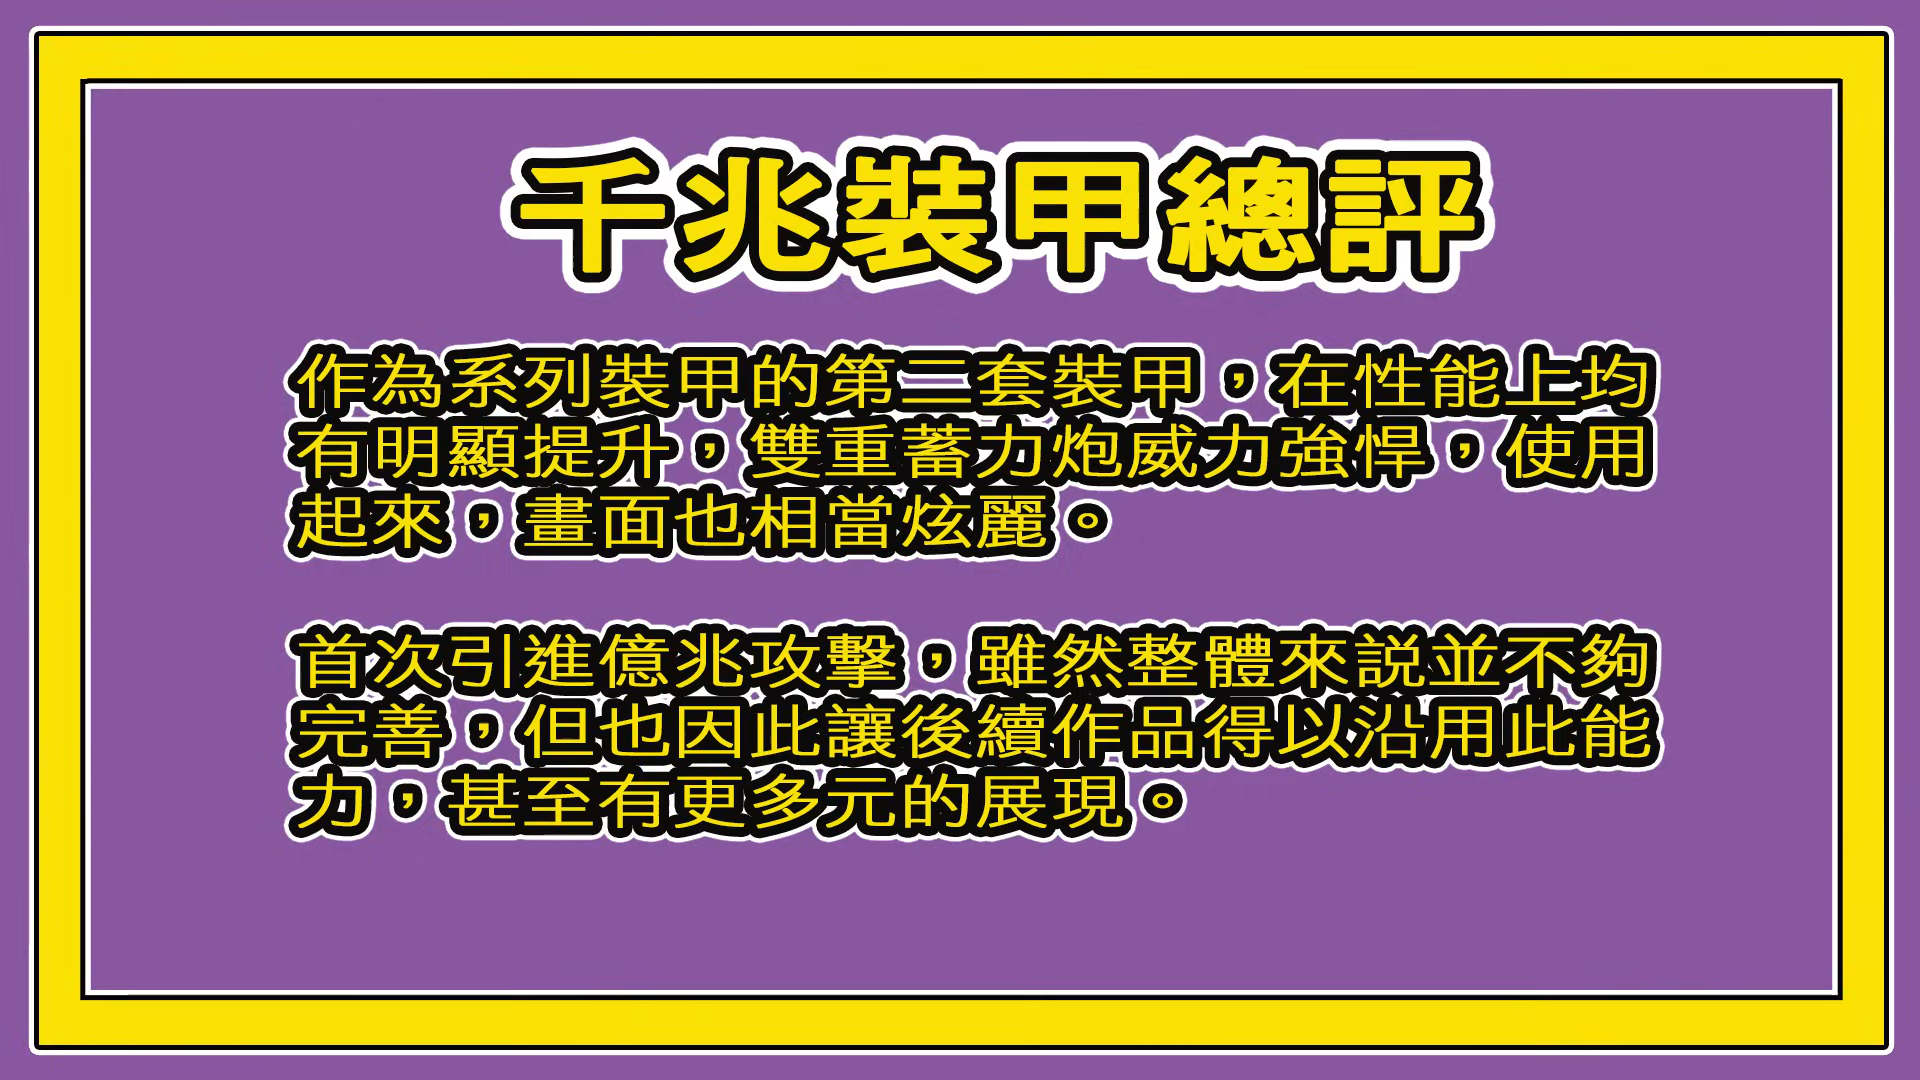 千兆裝甲總評
作為系列裝甲的第二套裝甲，在性能上均
有明顯提升，雙重蓄力炮威力強悍，使用
起來，畫面也相當炫麗。
首次引進億兆攻擊，雖然整體來説並不夠
完善，但也因此讓後續作品得以沿用此能
力，甚至有更多元的展現。